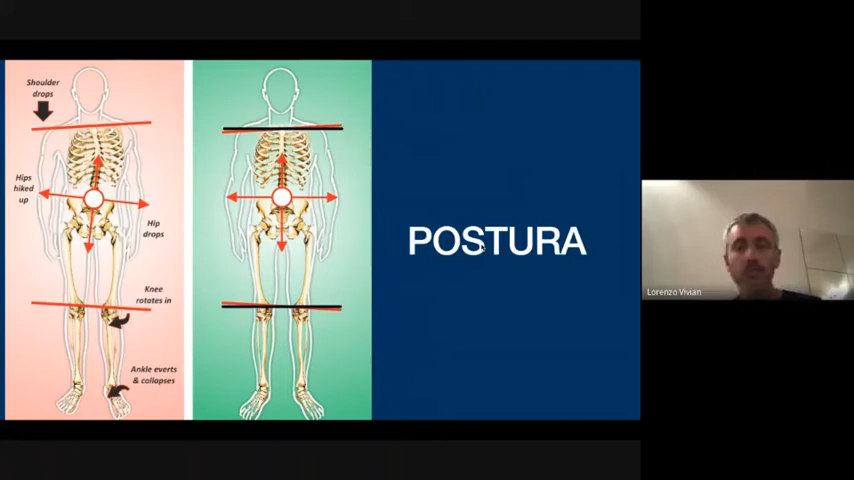 Shoulder
drops
Hips
hiked
up
Hip
drops
Knee
rotates in
Ankle everts
& collapses
POSTURA
Lorenzo Vivian